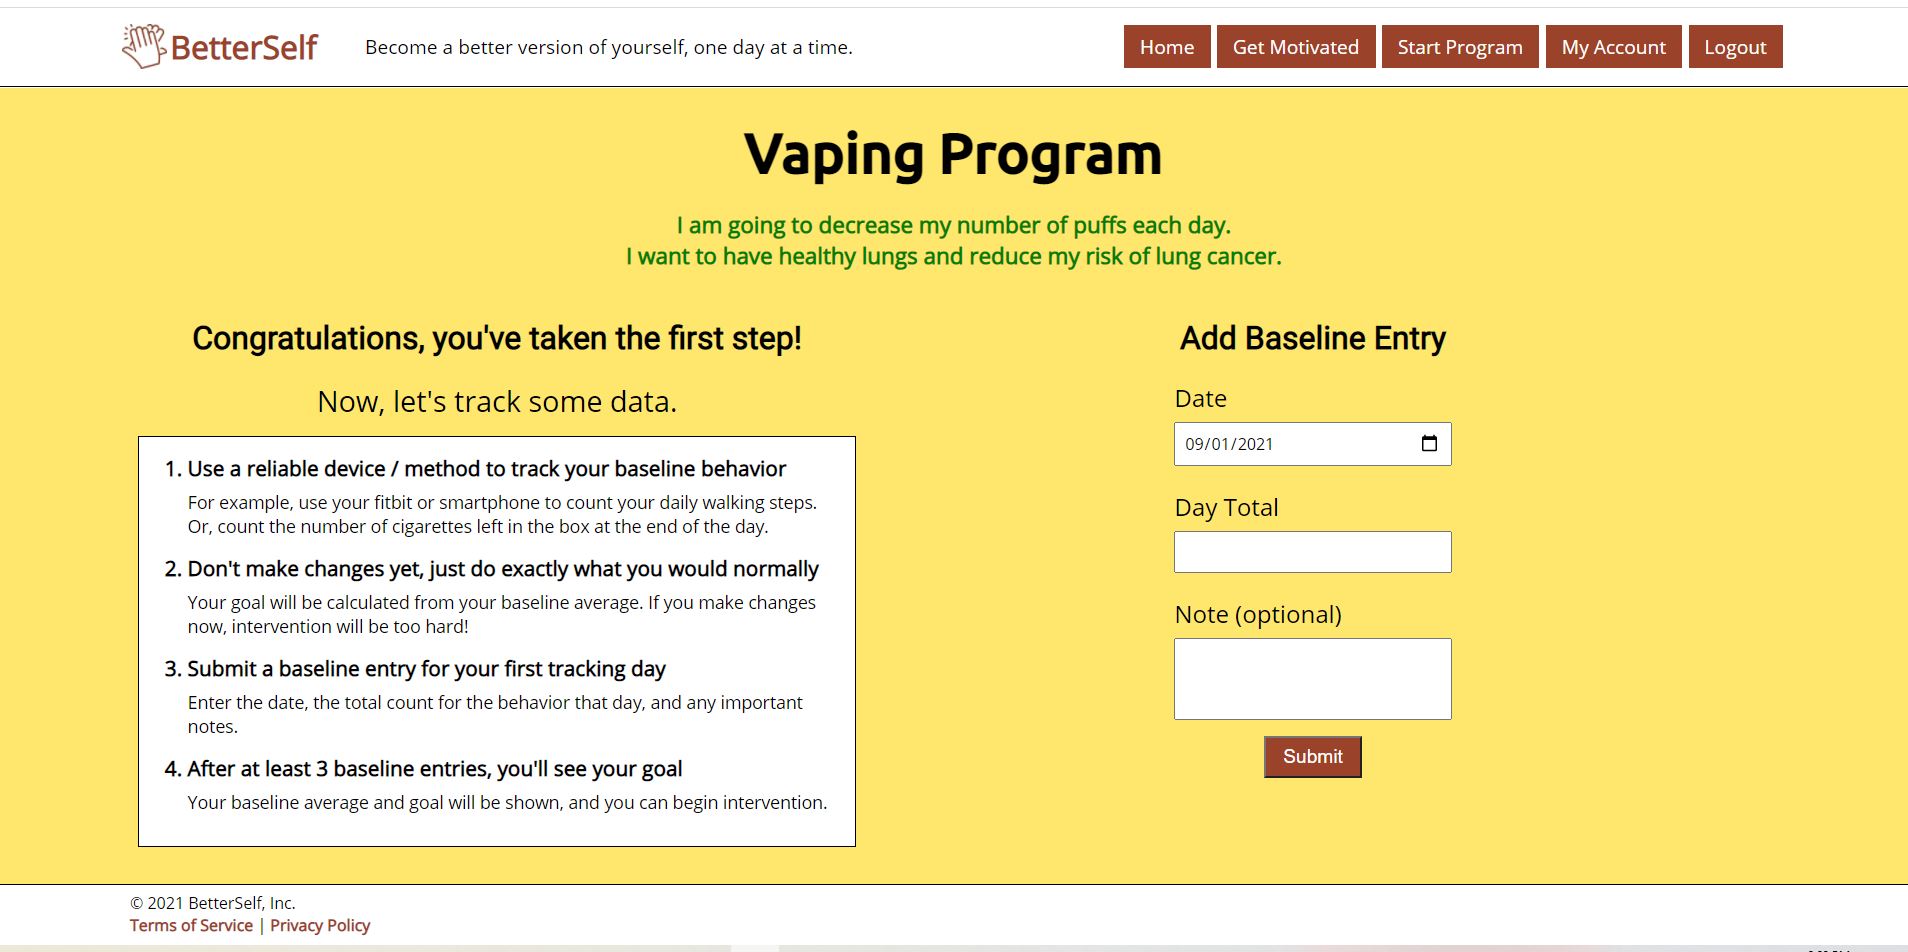 BetterSelf
Become a better version of yourself, one day at a time.
Home
Get Motivated
Start Program
My Account
Logout
Vaping Program
I am going to decrease my number of puffs each day.
I want to have healthy lungs and reduce my risk of lung cancer.
Congratulations, you've taken the first step!
Now, let's track some data.
1. Use a reliable device / method to track your baseline behavior
For example, use your fitbit or smartphone to count your daily walking steps.
Or, count the number of cigarettes left in the box at the end of the day.
2. Don't make changes yet, just do exactly what you would normally
Your goal will be calculated from your baseline average. If you make changes
now, intervention will be too hard!
3. Submit a baseline entry for your first tracking day
Enter the date, the total count for the behavior that day, and any important
notes.
4. After at least 3 baseline entries, you'll see your goal
Your baseline average and goal will be shown, and you can begin intervention.
Add Baseline Entry
Date
09/01/2021
Day Total
Note (optional)
Submit
© 2021 BetterSelf, Inc.
Terms of Service | Privacy Policy